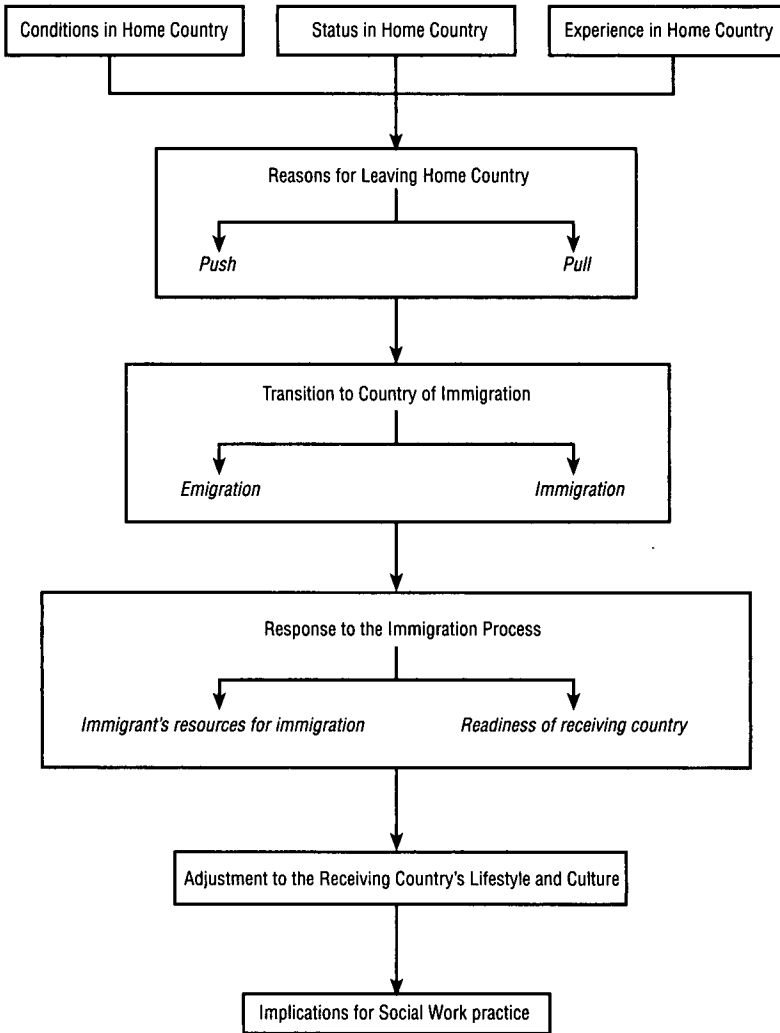 Conditions in Home Country
Status in Home Country
Experience in Home Country
Reasons for Leaving Home Country
Push
Pull
Transition to Country of Immigration
Emigration
Immigration
Response to the Immigration Process
Immigrant's resources for immigration
Readiness of receiving country
Adjustment to the Receiving Country's Lifestyle and Culture
Implications for Social Work practice